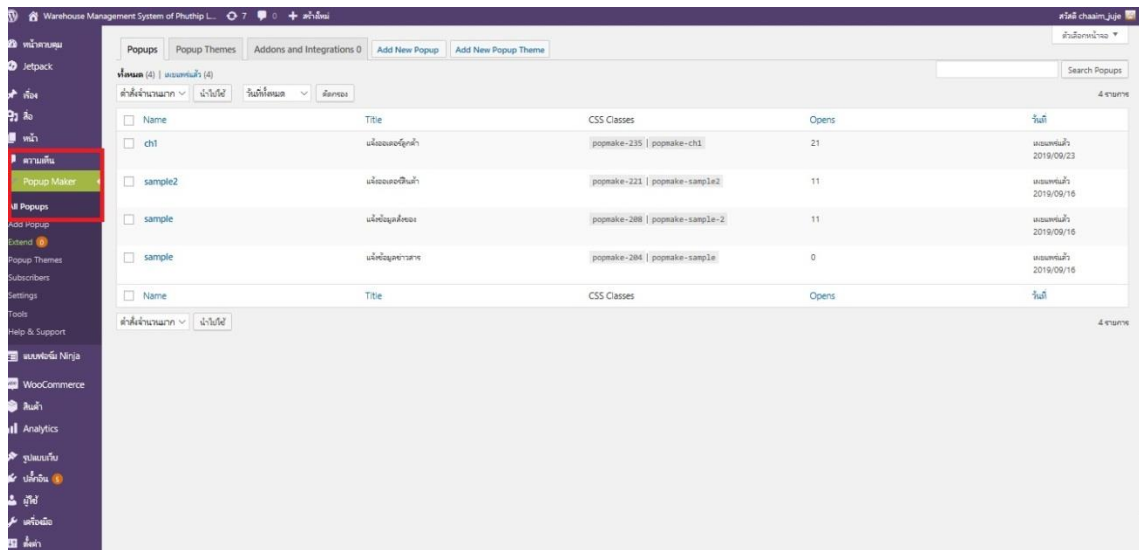 Warehouse Management System of Phuthip L... 7 0 + สร้างใหม่
สวัสดี chaaim_juje
ตัวเลือกหน้าจอ ▼
หน้าควบคุม
Jetpack
เรื่อง
สื่อ
หน้า
ความเห็น
Popup Maker
All Popups
Add Popup
Extend 0
Popup Themes
Subscribers
Settings
Tools
Help & Support
แบบฟอร์ม Ninja
WooCommerce
สินค้า
Analytics
รูปแบบเว็บ
ปลั๊กอิน 5
ผู้ใช้
เครื่องมือ
ตั้งค่า
Popups Popup Themes Addons and Integrations 0 Add New Popup Add New Popup Theme
ทั้งหมด (4) | เผยแพร่แล้ว (4)
Search Popups
คำสั่งจำนวนมาก นำไปใช้ วันที่ทั้งหมด คัดกรอง
4 รายการ
Name Title CSS Classes Opens วันที่
ch1 แจ้งออเดอร์ลูกค้า popmake-235 | popmake-ch1 21 เผยแพร่แล้ว
2019/09/23
sample2 แจ้งออเดอร์สินค้า popmake-221 | popmake-sample2 11 เผยแพร่แล้ว
2019/09/16
sample แจ้งข้อมูลสั่งของ popmake-208 | popmake-sample-2 11 เผยแพร่แล้ว
2019/09/16
sample แจ้งข้อมูลข่าวสาร popmake-204 | popmake-sample 0 เผยแพร่แล้ว
2019/09/16
Name Title CSS Classes Opens วันที่
คำสั่งจำนวนมาก นำไปใช้
4 รายการ